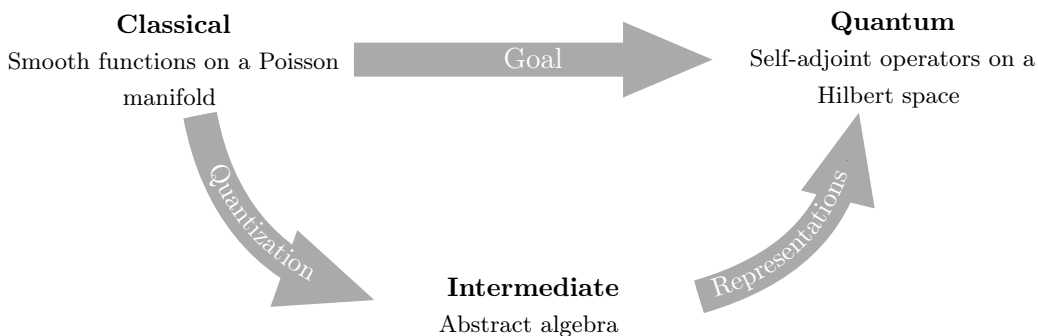 Classical
Smooth functions on a Poisson
manifold
Goal
Quantum
Self-adjoint operators on a
Hilbert space
Quantization
Representations
Intermediate
Abstract algebra